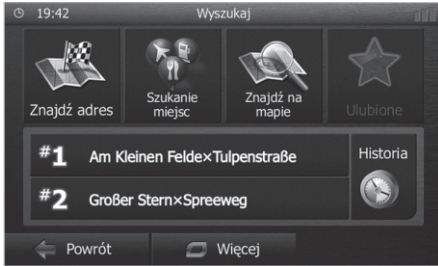 19:42 Wyszukaj
Znajdź adres
Szukanie
miejsc
Znajdź na
mapie
Ulubione
#1 Am Kleinen Felde×Tulpenstraße
Historia
#2 Großer Stern×Spreeweg
Powrót Więcej